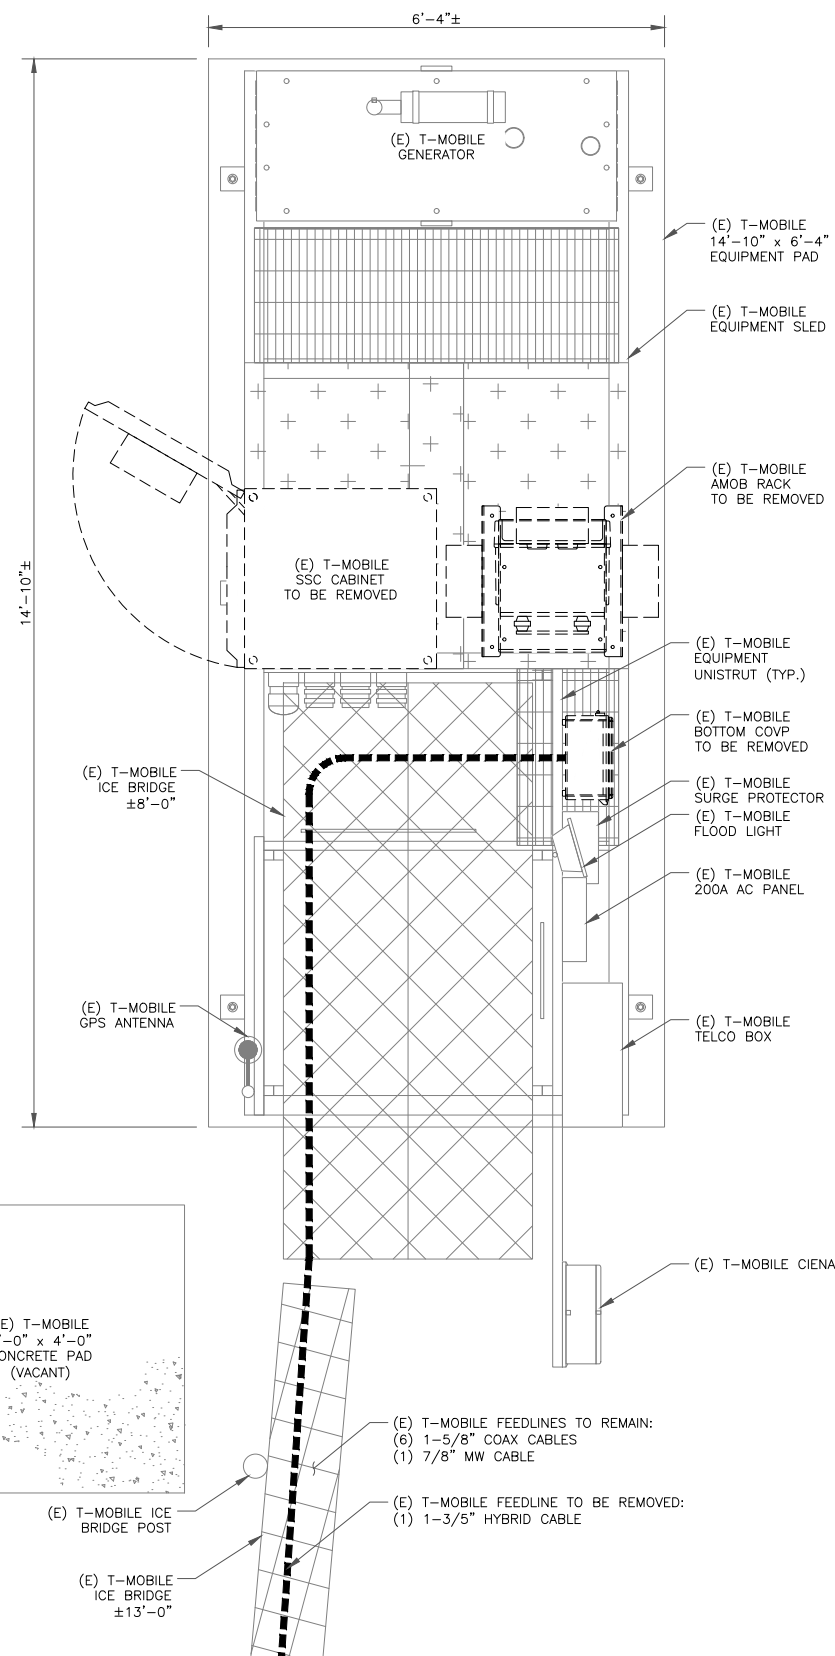 6'-4"±
(E) T-MOBILE
GENERATOR
(E) T-MOBILE
14'-10" x 6'-4"
EQUIPMENT PAD
(E) T-MOBILE
EQUIPMENT SLED
(E) T-MOBILE
AMOB RACK
TO BE REMOVED
(E) T-MOBILE
SSC CABINET
TO BE REMOVED
14'-10"±
(E) T-MOBILE
EQUIPMENT
UNISTRUT (TYP.)
(E) T-MOBILE
BOTTOM COVP
TO BE REMOVED
(E) T-MOBILE
ICE BRIDGE
±8'-0"
(E) T-MOBILE
SURGE PROTECTOR
(E) T-MOBILE
FLOOD LIGHT
(E) T-MOBILE
200A AC PANEL
(E) T-MOBILE
GPS ANTENNA
(E) T-MOBILE
TELCO BOX
(E) T-MOBILE CIENA
E) T-MOBILE
'-0" x 4'-0"
ONCRETE PAD
(VACANT)
(E) T-MOBILE FEEDLINES TO REMAIN:
(6) 1-5/8" COAX CABLES
(1) 7/8" MW CABLE
(E) T-MOBILE ICE
BRIDGE POST
(E) T-MOBILE FEEDLINE TO BE REMOVED:
(1) 1-3/5" HYBRID CABLE
(E) T-MOBILE
ICE BRIDGE
±13'-0"